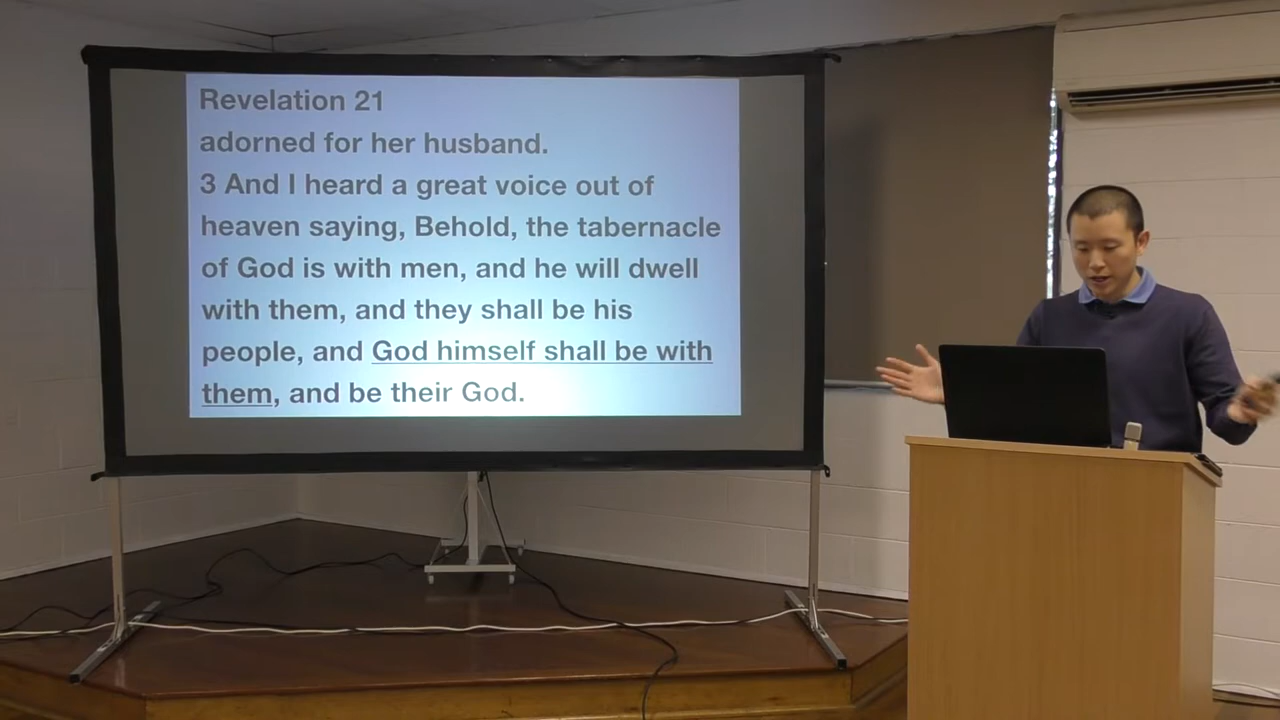 Revelation 21
adorned for her husband.
3 And I heard a great voice out of
heaven saying, Behold, the tabernacle
of God is with men, and he will dwell
with them, and they shall be his
people, and God himself shall be with
them, and be their God.